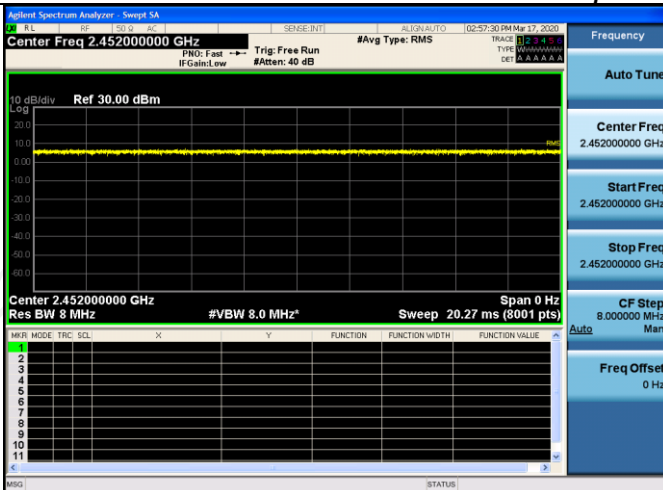 Agilent Spectrum Analyzer - Swept SA
RL RF 50 Ω AC SENSE:INT ALIGNAUTO 02:57:30 PM Mar 17, 2020
Center Freq 2.452000000 GHz
PNO: Fast
IFGain:Low
Trig: Free Run
#Atten: 40 dB
#Avg Type: RMS
TRACE 1 2 3 4 5 6
TYPE
DET A A A A A A
10 dB/div Ref 30.00 dBm
Log
20.0
10.0
0.00
-10.0
-20.0
-30.0
-40.0
-50.0
-60.0
RMS
Center 2.452000000 GHz Span 0 Hz
Res BW 8 MHz #VBW 8.0 MHz* Sweep 20.27 ms (8001 pts)
MKR MODE TRC SCL X Y FUNCTION FUNCTION WIDTH FUNCTION VALUE
1
2
3
4
5
6
7
8
9
10
11
MSG STATUS
Frequency
Auto Tune
Center Freq
2.452000000 GHz
Start Freq
2.452000000 GHz
Stop Freq
2.452000000 GHz
CF Step
8.000000 MHz
Auto Man
Freq Offset
0 Hz